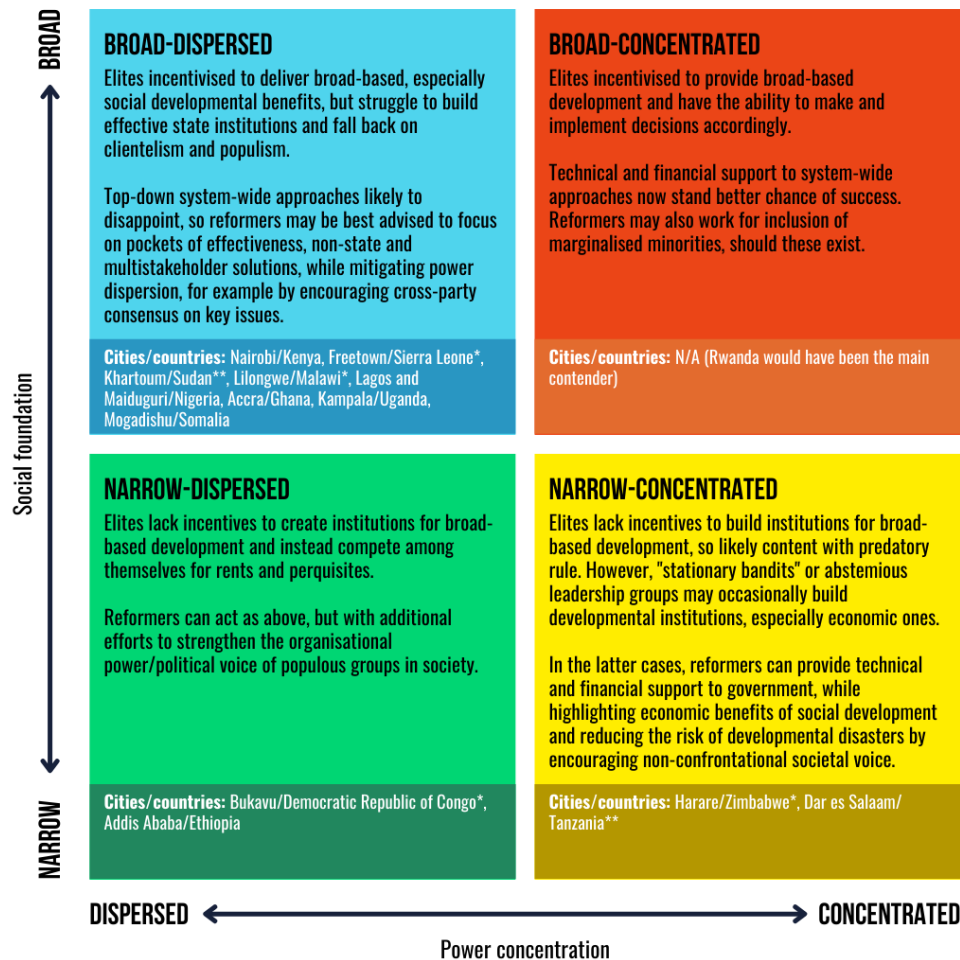 BROAD
BROAD-DISPERSED
Elites incentivised to deliver broad-based, especially
social developmental benefits, but struggle to build
effective state institutions and fall back on
clientelism and populism.
Top-down system-wide approaches likely to
disappoint, so reformers may be best advised to focus
on pockets of effectiveness, non-state and
multistakeholder solutions, while mitigating power
dispersion, for example by encouraging cross-party
consensus on key issues.
Cities/countries: Nairobi/Kenya, Freetown/Sierra Leone*,
Khartoum/Sudan**, Lilongwe/Malawi*, Lagos and
Maiduguri/Nigeria, Accra/Ghana, Kampala/Uganda,
Mogadishu/Somalia
BROAD-CONCENTRATED
Elites incentivised to provide broad-based
development and have the ability to make and
implement decisions accordingly.
Technical and financial support to system-wide
approaches now stand better chance of success.
Reformers may also work for inclusion of
marginalised minorities, should these exist.
Cities/countries: N/A (Rwanda would have been the main
contender)
Social foundation
NARROW-DISPERSED
Elites lack incentives to create institutions for broad-
based development and instead compete among
themselves for rents and perquisites.
Reformers can act as above, but with additional
efforts to strengthen the organisational
power/political voice of populous groups in society.
Cities/countries: Bukavu/Democratic Republic of Congo*,
Addis Ababa/Ethiopia
NARROW-CONCENTRATED
Elites lack incentives to build institutions for broad-
based development, so likely content with predatory
rule. However, "stationary bandits" or abstemious
leadership groups may occasionally build
developmental institutions, especially economic ones.
In the latter cases, reformers can provide technical
and financial support to government, while
highlighting economic benefits of social development
and reducing the risk of developmental disasters by
encouraging non-confrontational societal voice.
Cities/countries: Harare/Zimbabwe*, Dar es Salaam/
Tanzania**
NARROW
DISPERSED
CONCENTRATED
Power concentration